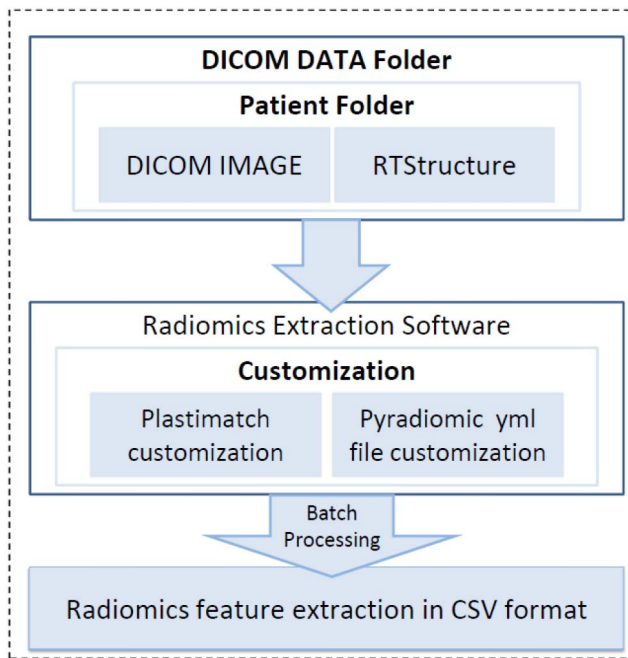 DICOM DATA Folder
Patient Folder
DICOM IMAGE
RTStructure
Radiomics Extraction Software
Customization
Plastimatch
customization
Pyradiomic yml
file customization
Batch
Processing
Radiomics feature extraction in CSV format